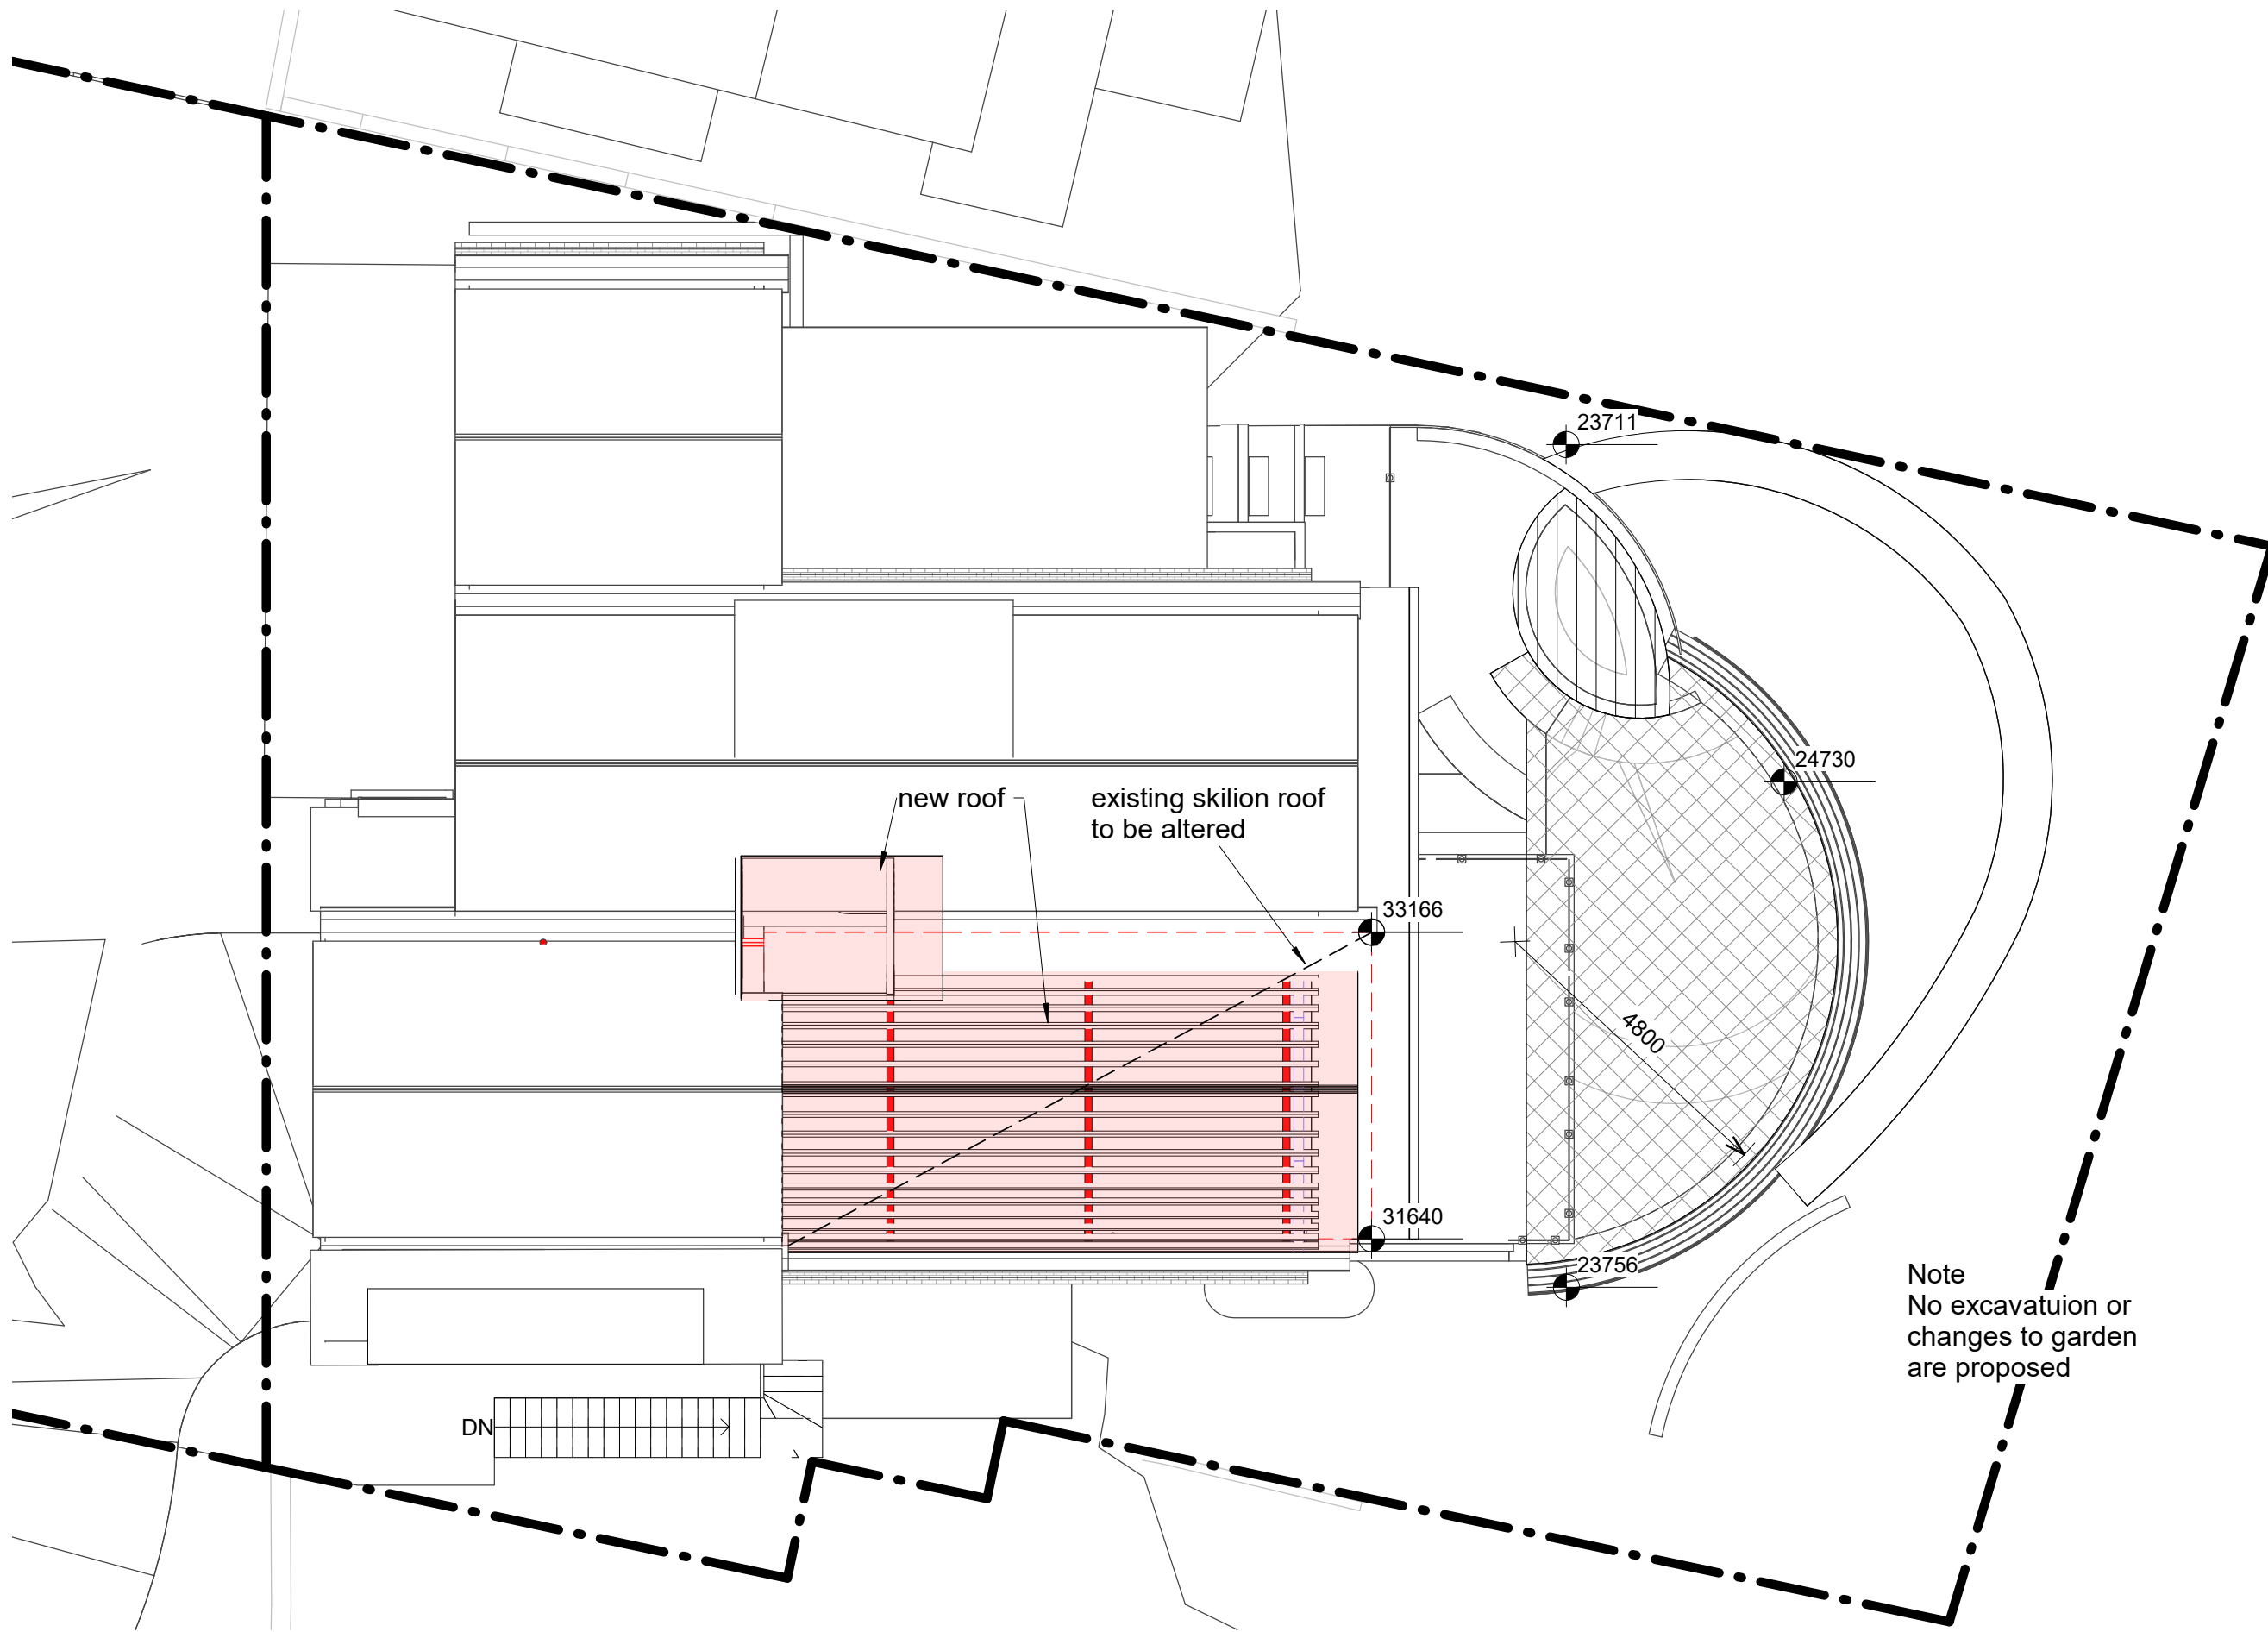 23711
24730
new roof
existing skilion roof
to be altered
33166
4800
31640
23756
Note
No excavatuion or
changes to garden
are proposed
DN